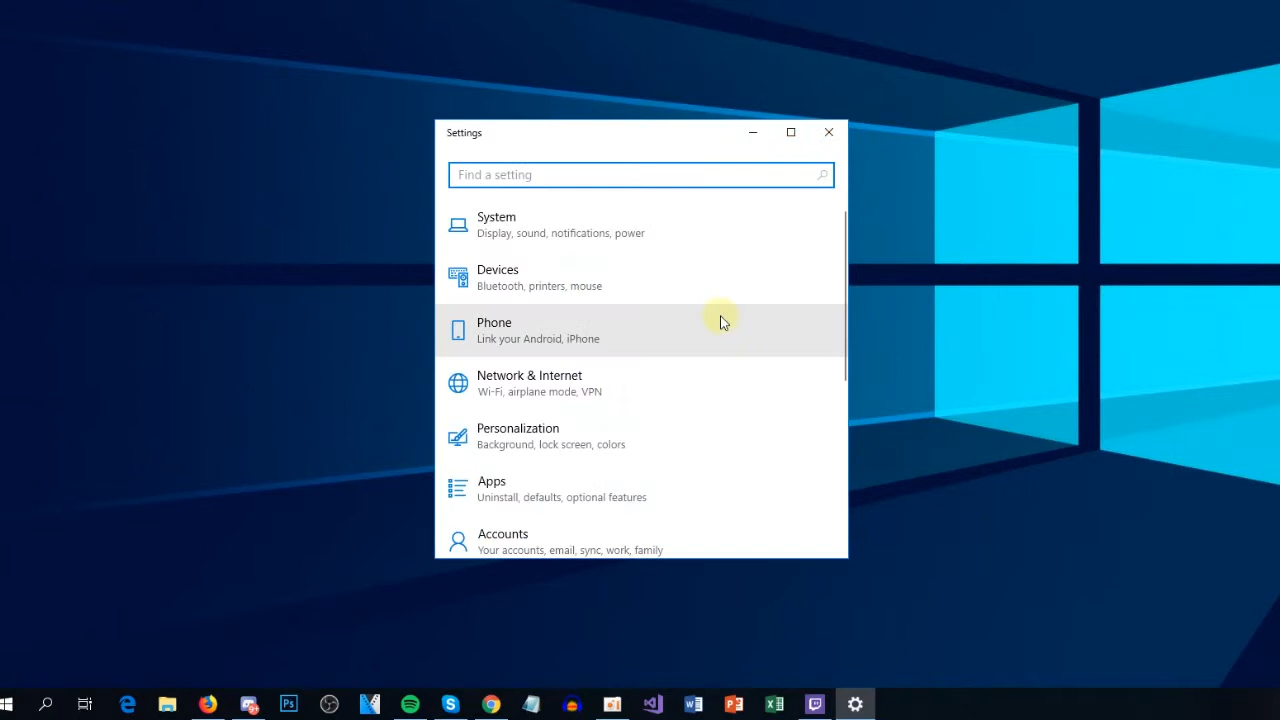 Settings
Find a setting
System
Display, sound, notifications, power
Devices
Bluetooth, printers, mouse
Phone
Link your Android, iPhone
Network & Internet
Wi-Fi, airplane mode, VPN
Personalization
Background, lock screen, colors
Apps
Uninstall, defaults, optional features
Accounts
Your accounts, email, sync, work, family
Ps